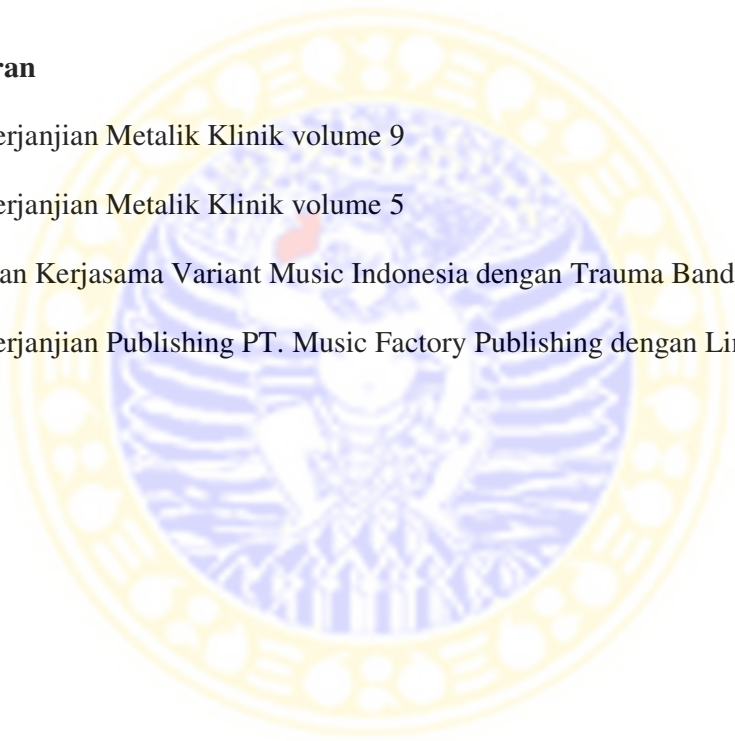 ran
erjanjian Metalik Klinik volume 9
erjanjian Metalik Klinik volume 5
an Kerjasama Variant Music Indonesia dengan Trauma Band
erjanjian Publishing PT. Music Factory Publishing dengan Lin